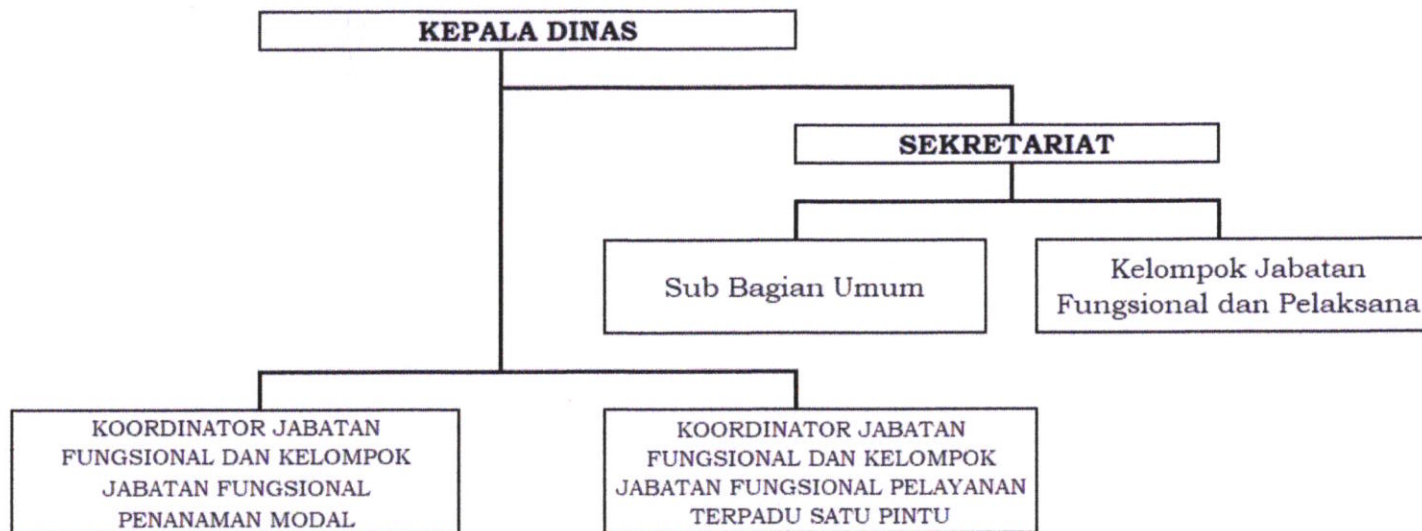 KEPALA DINAS
SEKRETARIAT
Sub Bagian Umum
Kelompok Jabatan
Fungsional dan Pelaksana
KOORDINATOR JABATAN
FUNGSIONAL DAN KELOMPOK
JABATAN FUNGSIONAL
PENANAMAN MODAL
KOORDINATOR JABATAN
FUNGSIONAL DAN KELOMPOK
JABATAN FUNGSIONAL PELAYANAN
TERPADU SATU PINTU